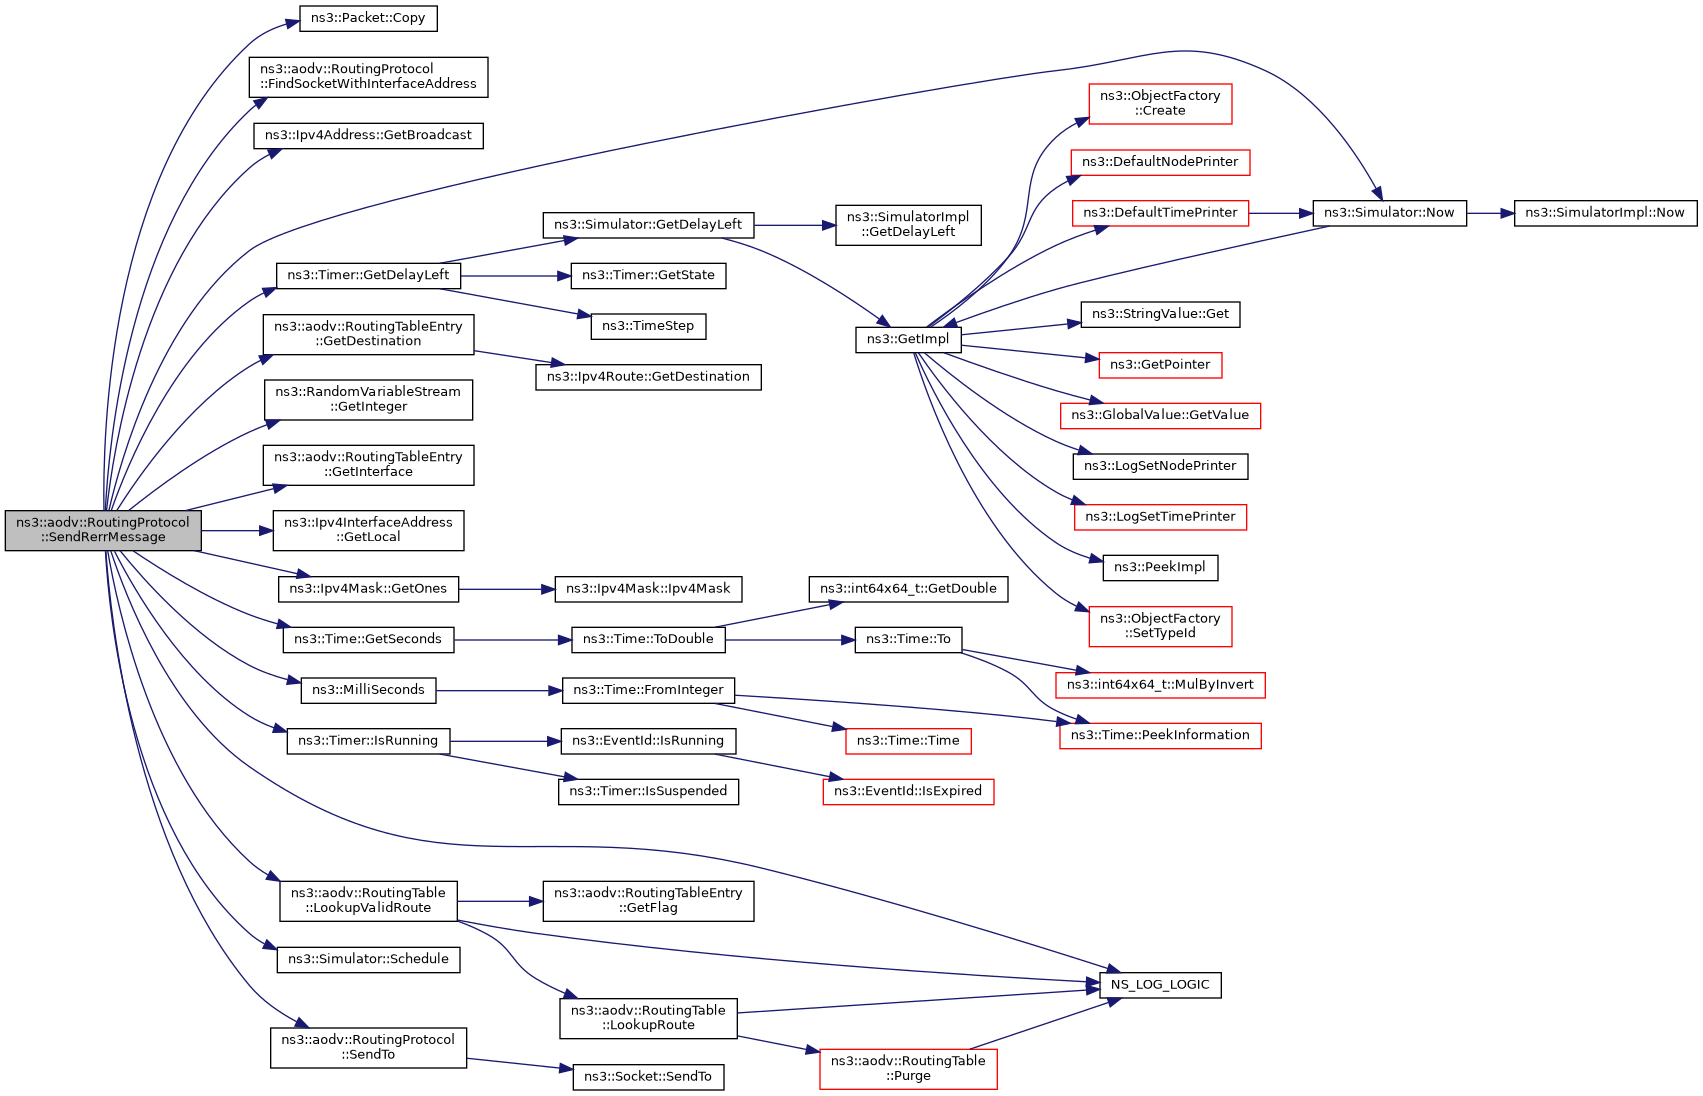 ns3::aodv::RoutingProtocol
::SendRerrMessage
ns3::Packet::Copy
ns3::aodv::RoutingProtocol
::FindSocketWithInterfaceAddress
ns3::Ipv4Address::GetBroadcast
ns3::Timer::GetDelayLeft
ns3::aodv::RoutingTableEntry
::GetDestination
ns3::RandomVariableStream
::GetInteger
ns3::aodv::RoutingTableEntry
::GetInterface
ns3::Ipv4InterfaceAddress
::GetLocal
ns3::Ipv4Mask::GetOnes
ns3::Time::GetSeconds
ns3::MilliSeconds
ns3::Timer::IsRunning
ns3::aodv::RoutingTable
::LookupValidRoute
ns3::Simulator::Schedule
ns3::aodv::RoutingProtocol
::SendTo
ns3::Simulator::GetDelayLeft
ns3::Timer::GetState
ns3::TimeStep
ns3::Ipv4Route::GetDestination
ns3::Ipv4Mask::Ipv4Mask
ns3::Time::ToDouble
ns3::Time::FromInteger
ns3::EventId::IsRunning
ns3::Timer::IsSuspended
ns3::aodv::RoutingTableEntry
::GetFlag
ns3::aodv::RoutingTable
::LookupRoute
ns3::Socket::SendTo
ns3::SimulatorImpl
::GetDelayLeft
ns3::GetImpl
ns3::int64x64_t::GetDouble
ns3::Time::To
ns3::Time::Time
ns3::EventId::IsExpired
ns3::aodv::RoutingTable
::Purge
ns3::ObjectFactory
::Create
ns3::DefaultNodePrinter
ns3::DefaultTimePrinter
ns3::StringValue::Get
ns3::GetPointer
ns3::GlobalValue::GetValue
ns3::LogSetNodePrinter
ns3::LogSetTimePrinter
ns3::PeekImpl
ns3::ObjectFactory
::SetTypeId
ns3::int64x64_t::MulByInvert
ns3::Time::PeekInformation
NS_LOG_LOGIC
ns3::Simulator::Now
ns3::SimulatorImpl::Now